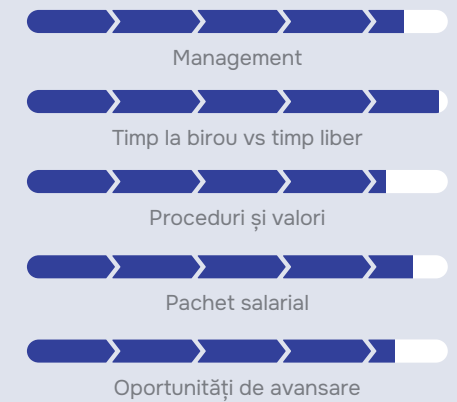 Management
Timp la birou vs timp liber
Proceduri și valori
Pachet salarial
Oportunități de avansare